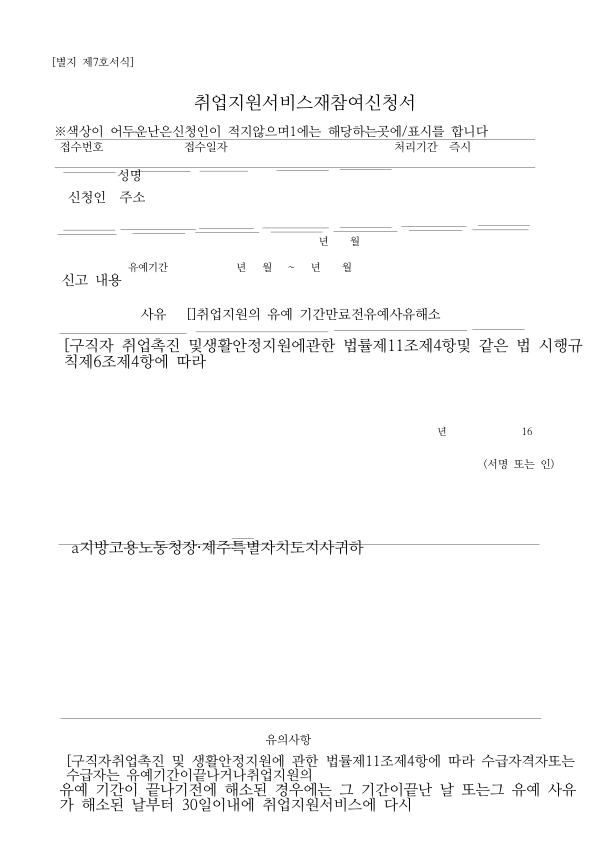 [별지 제7호서식]
취업지원서비스재참여신청서
※색상이 어두운난은신청인이 적지않으며1에는 해당하는곳에/표시를 합니다
접수번호 접수일자 처리기간 즉시
성명
신청인 주소
년 월
유예기간 년 월 ~ 년 월
신고 내용
사유 []취업지원의 유예 기간만료전유예사유해소
[구직자 취업촉진 및생활안정지원에관한 법률제11조제4항및 같은 법 시행규
칙제6조제4항에 따라
년 16
(서명 또는 인)
a지방고용노동청장·제주특별자치도지사귀하
유의사항
[구직자취업촉진 및 생활안정지원에 관한 법률제11조제4항에 따라 수급자격자또는
수급자는 유예기간이끝나거나취업지원의
유예 기간이 끝나기전에 해소된 경우에는 그 기간이끝난 날 또는그 유예 사유
가 해소된 날부터 30일이내에 취업지원서비스에 다시